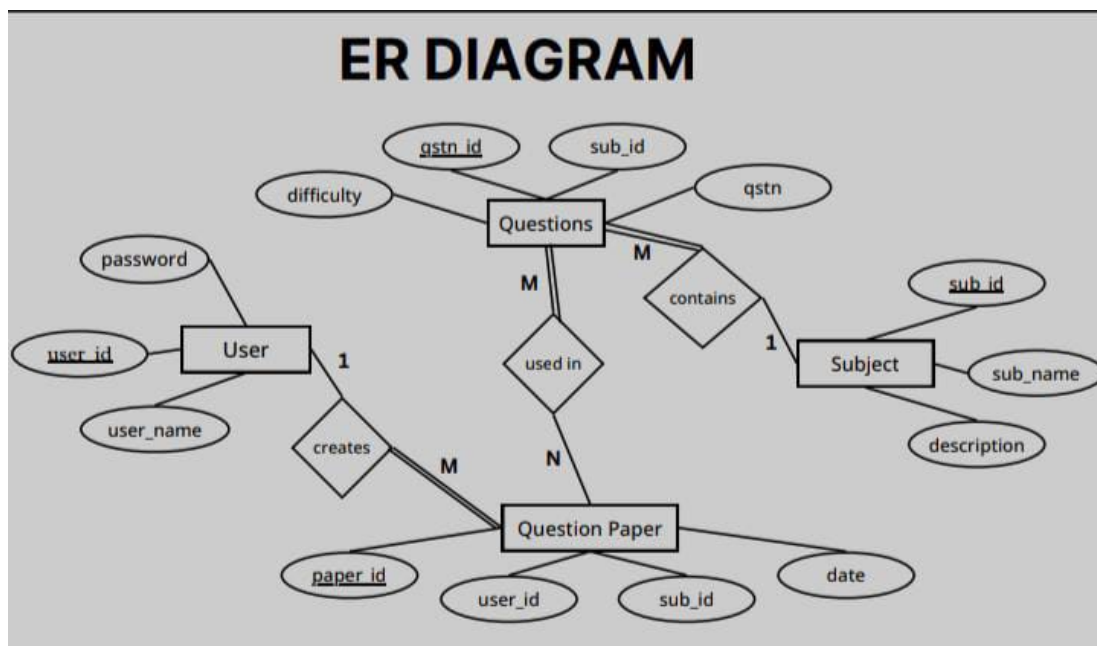 ER DIAGRAM
qstn_id
sub_id
difficulty
qstn
Questions
M
M
password
contains
sub_id
user_id
User
1
used in
1
Subject
sub_name
user_name
creates
description
M
N
Question Paper
paper_id
user_id
sub_id
date